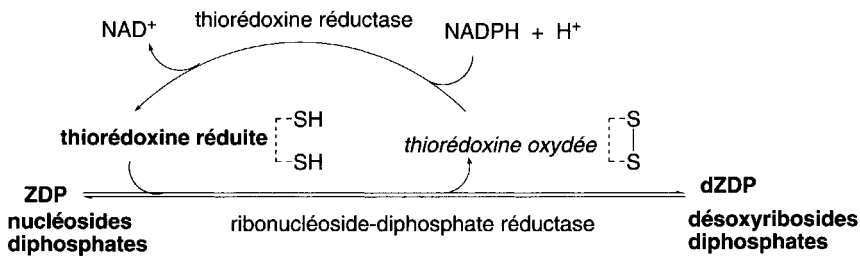 thiorédoxine réductase
NAD⁺
NADPH + H⁺
thiorédoxine réduite
SH
SH
thiorédoxine oxydée
S
S
ZDP
dZDP
nucléosides
diphosphates
ribonucléoside-diphosphate réductase
désoxyribosides
diphosphates